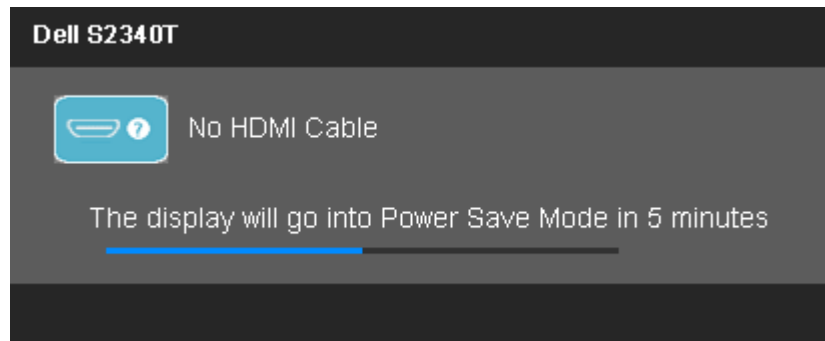 Dell S2340T
No HDMI Cable
The display will go into Power Save Mode in 5 minutes